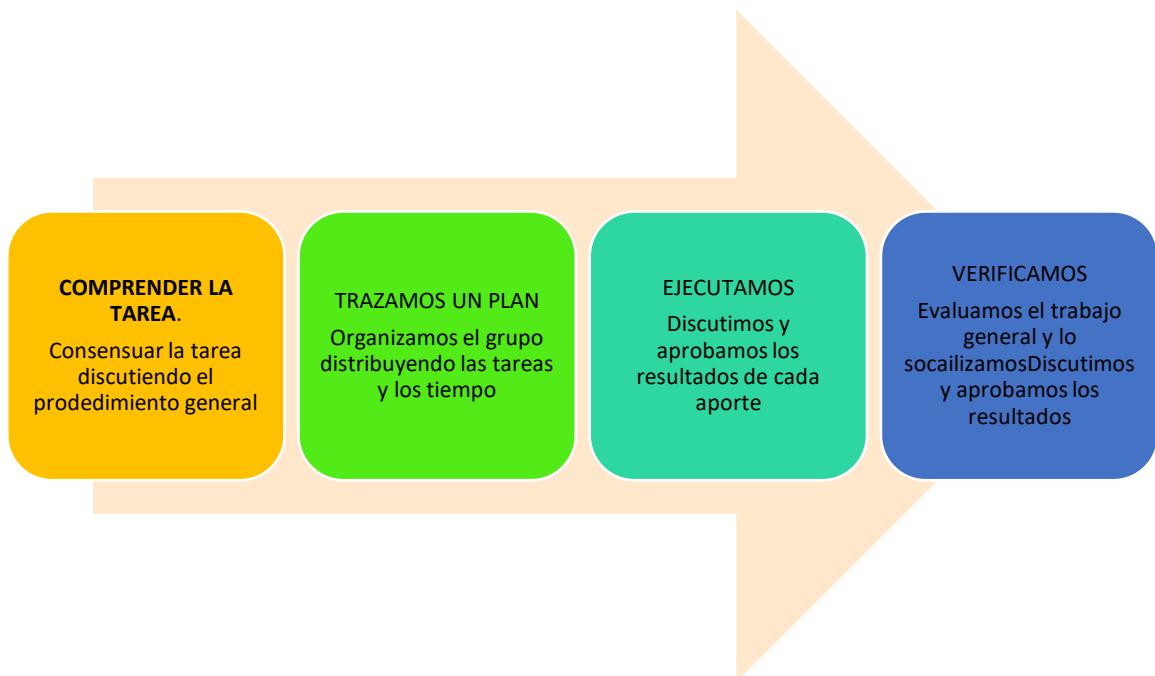 COMPRENDER LA
TAREA.
Consensuar la tarea
discutiendo el
prodedimiento general
TRAZAMOS UN PLAN
Organizamos el grupo
distribuyendo las tareas
y los tiempo
EJECUTAMOS
Discutimos y
aprobamos los
resultados de cada
aporte
VERIFICAMOS
Evaluamos el trabajo
general y lo
socailizamosDiscutimos
y aprobamos los
resultados